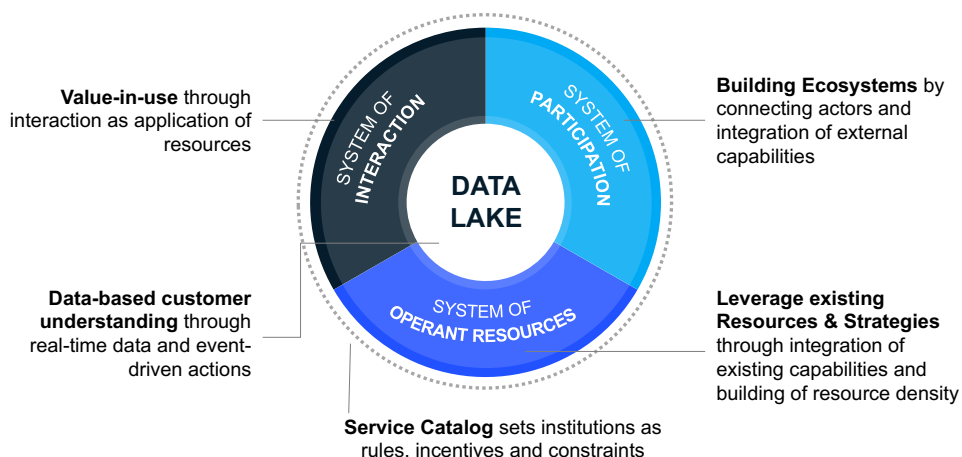 Value-in-use through
interaction as application of
resources
SYSTEM OF
INTERACTION
SYSTEM OF
PARTICIPATION
Building Ecosystems by
connecting actors and
integration of external
capabilities
DATA
LAKE
Data-based customer
understanding through
real-time data and event-
driven actions
SYSTEM OF
OPERANT RESOURCES
Leverage existing
Resources & Strategies
through integration of
existing capabilities and
building of resource density
Service Catalog sets institutions as
rules, incentives and constraints